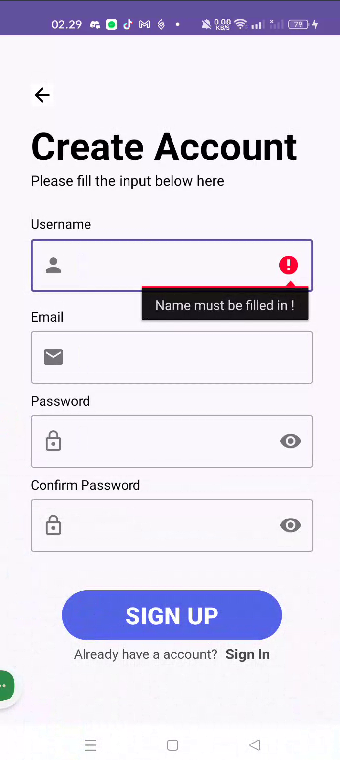 02.29
0.00
KB/S
79
Create Account
Please fill the input below here
Username
Name must be filled in !
Email
Password
Confirm Password
SIGN UP
Already have a account? Sign In